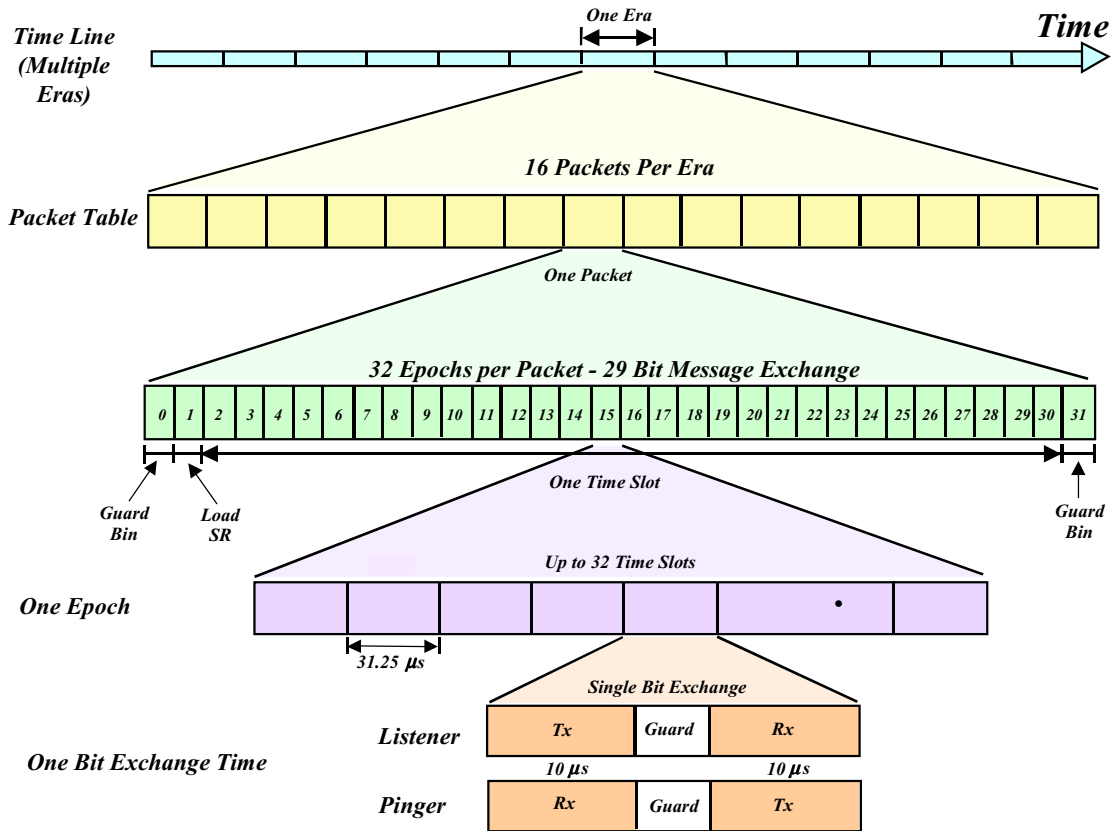 One Era
Time
Time Line
(Multiple
Eras)
16 Packets Per Era
Packet Table
One Packet
32 Epochs per Packet - 29 Bit Message Exchange
0 1 2 3 4 5 6 7 8 9 10 11 12 13 14 15 16 17 18 19 20 21 22 23 24 25 26 27 28 29 30 31
Guard
Bin
Load
SR
One Time Slot
Guard
Bin
Up to 32 Time Slots
One Epoch
31.25 µs
Single Bit Exchange
Listener
Tx Guard Rx
One Bit Exchange Time
10 µs 10 µs
Pinger
Rx Guard Tx